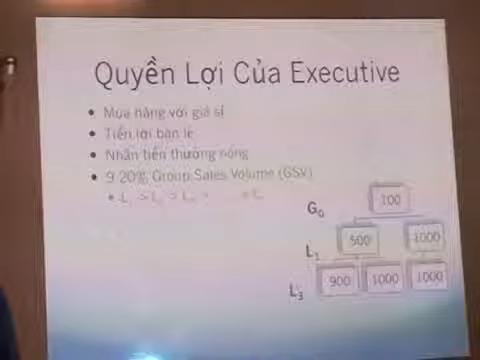 Quyền Lợi Của Executive
Mua hàng với giá sỉ
Tiền lời bán lẻ
Nhận tiền thưởng nóng
9 20% Group Sales Volume (GSV)
G0
100
L1
500
1000
L3
900
1000
1000